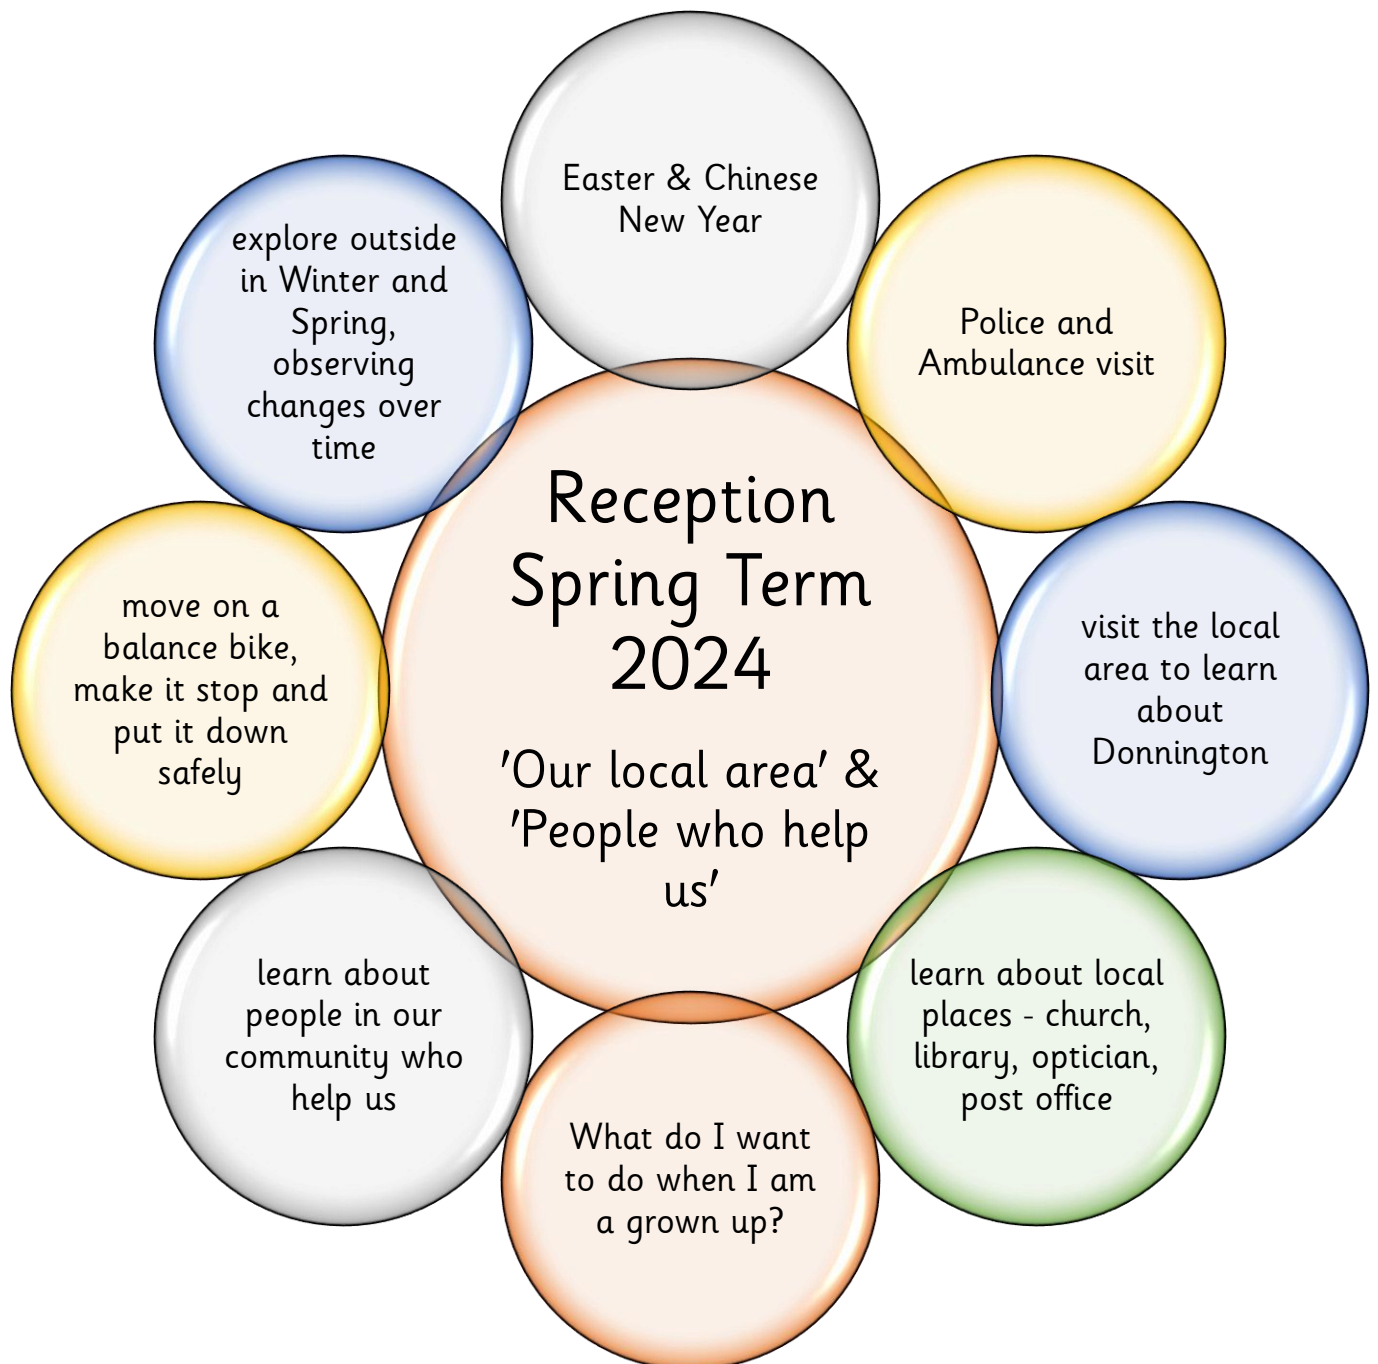 Easter & Chinese
New Year
Police and
Ambulance visit
visit the local
area to learn
about
Donnington
learn about local
places - church,
library, optician,
post office
What do I want
to do when I am
a grown up?
learn about
people in our
community who
help us
move on a
balance bike,
make it stop and
put it down
safely
explore outside
in Winter and
Spring,
observing
changes over
time
Reception
Spring Term
2024
'Our local area' &
'People who help
us'